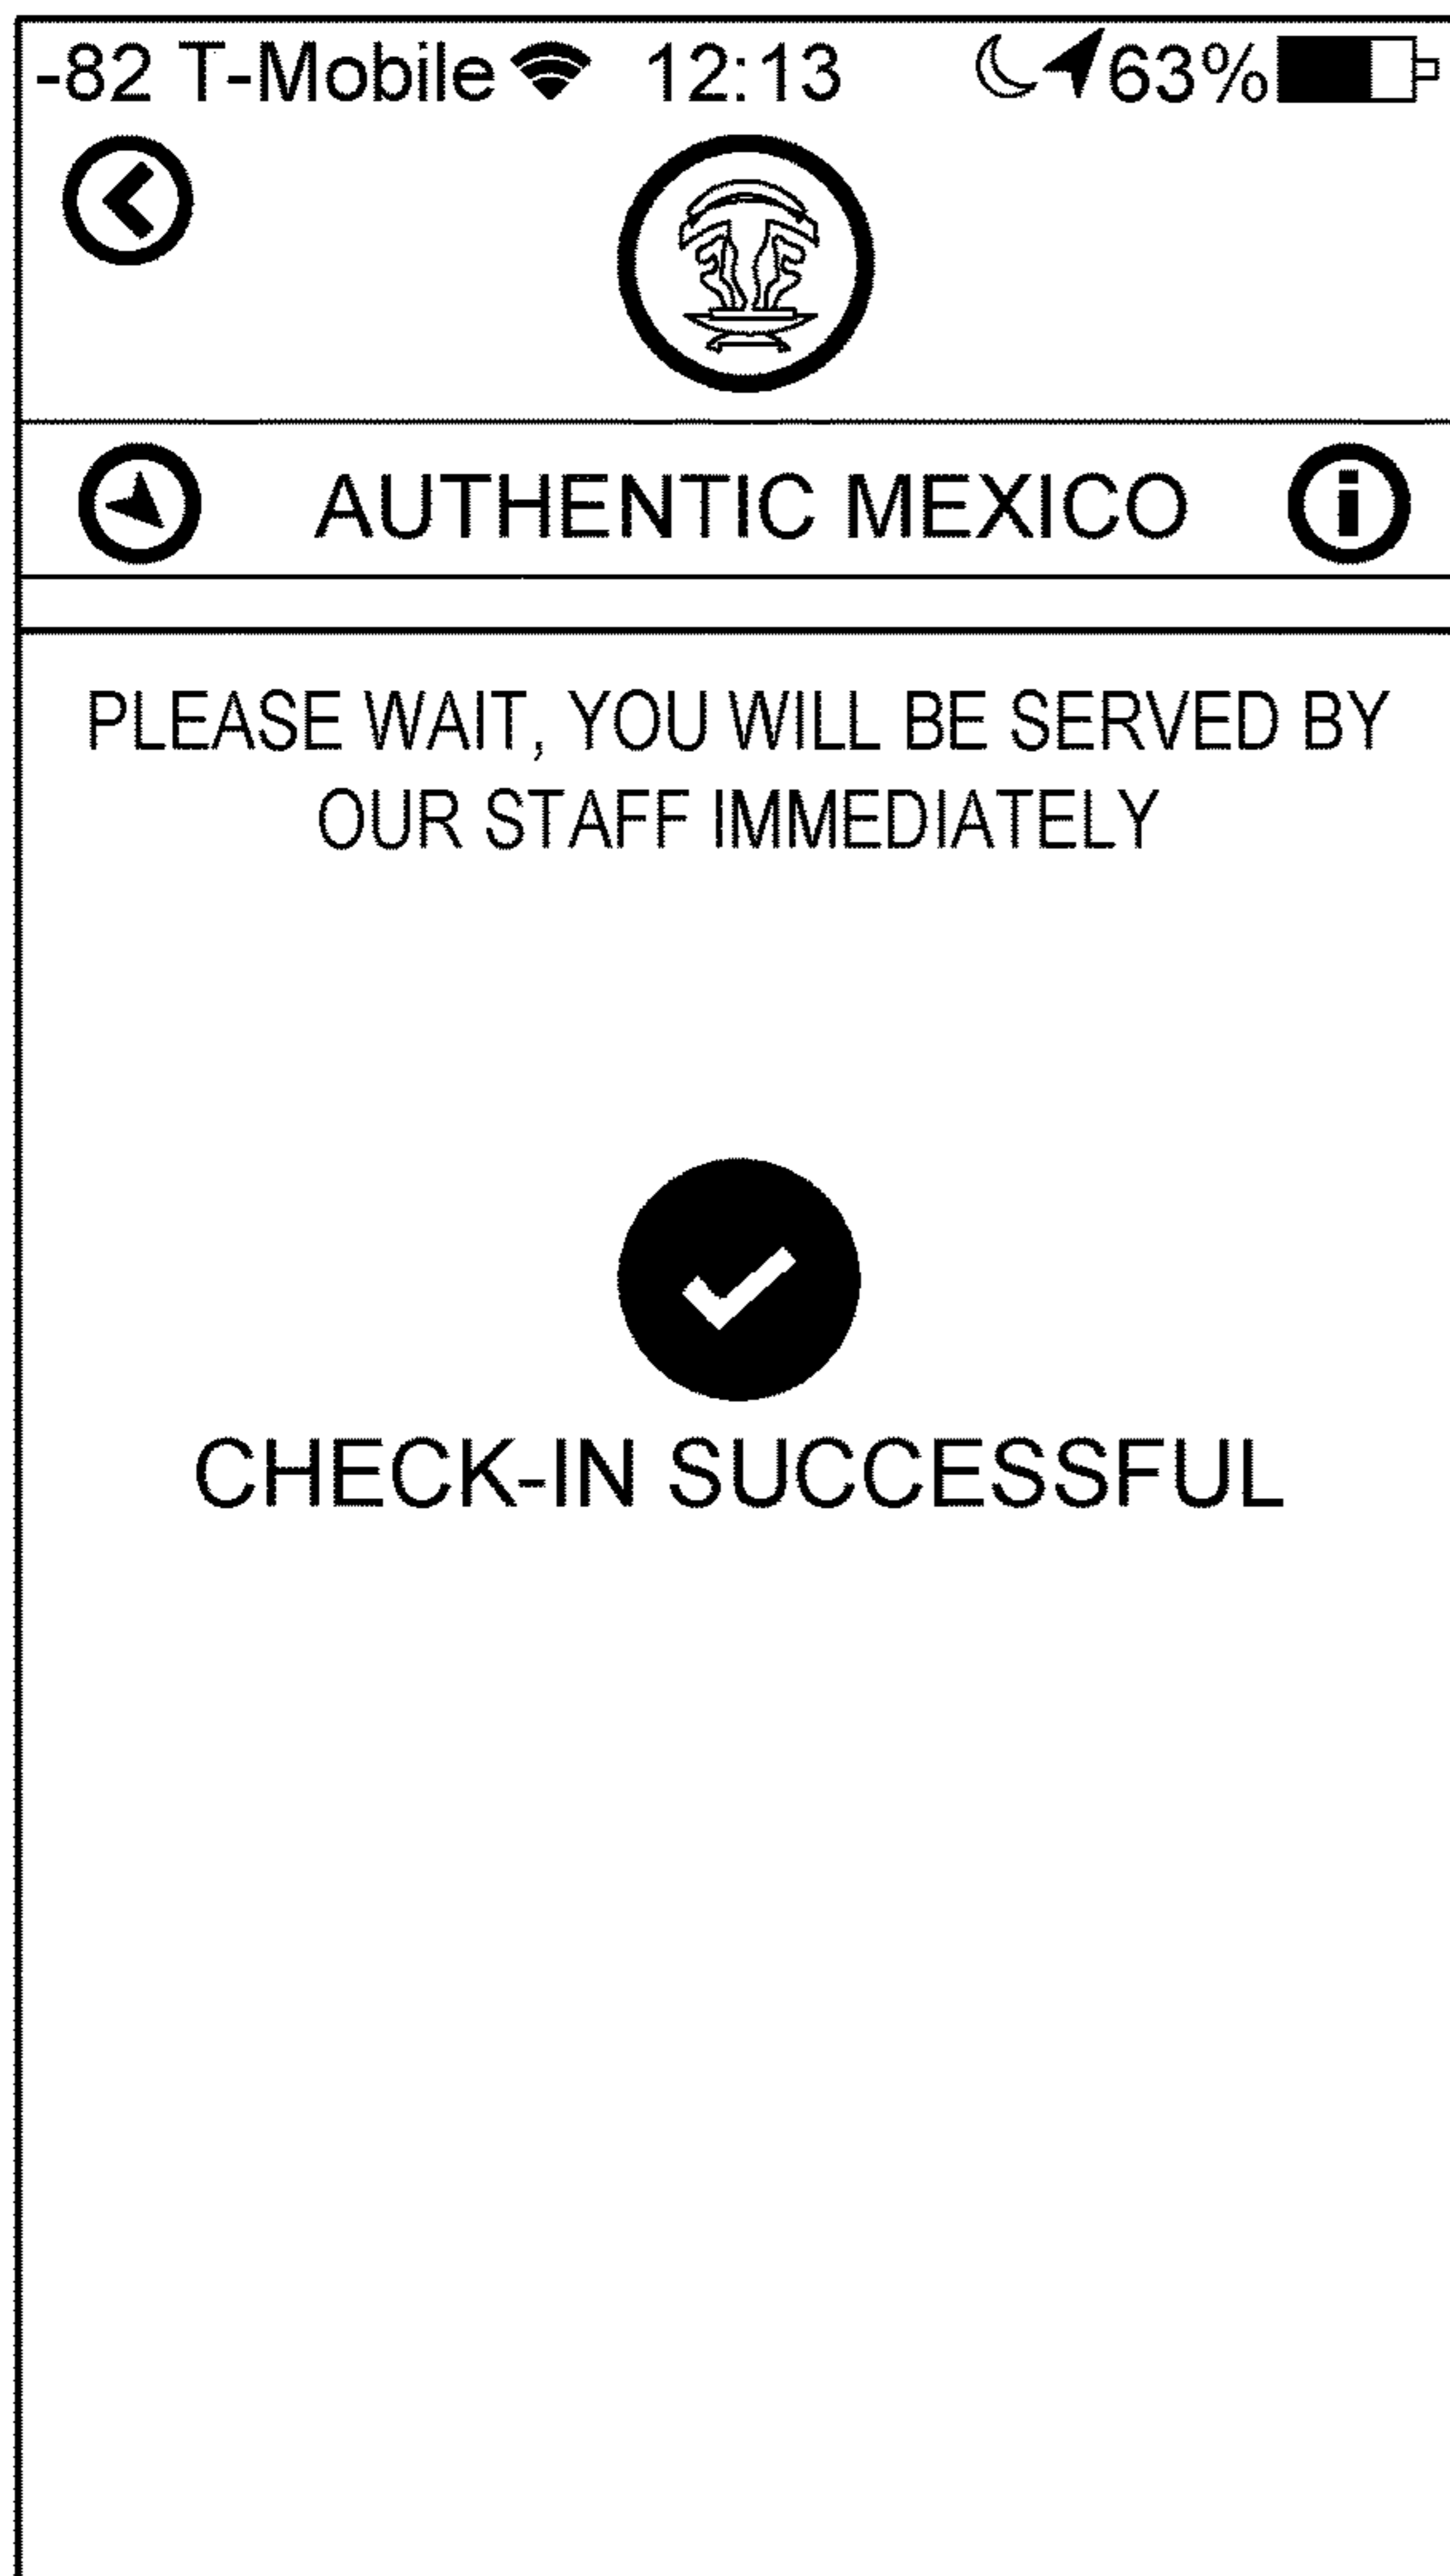 -82 T-Mobile 12:13 63%
AUTHENTIC MEXICO i
PLEASE WAIT, YOU WILL BE SERVED BY
OUR STAFF IMMEDIATELY
CHECK-IN SUCCESSFUL